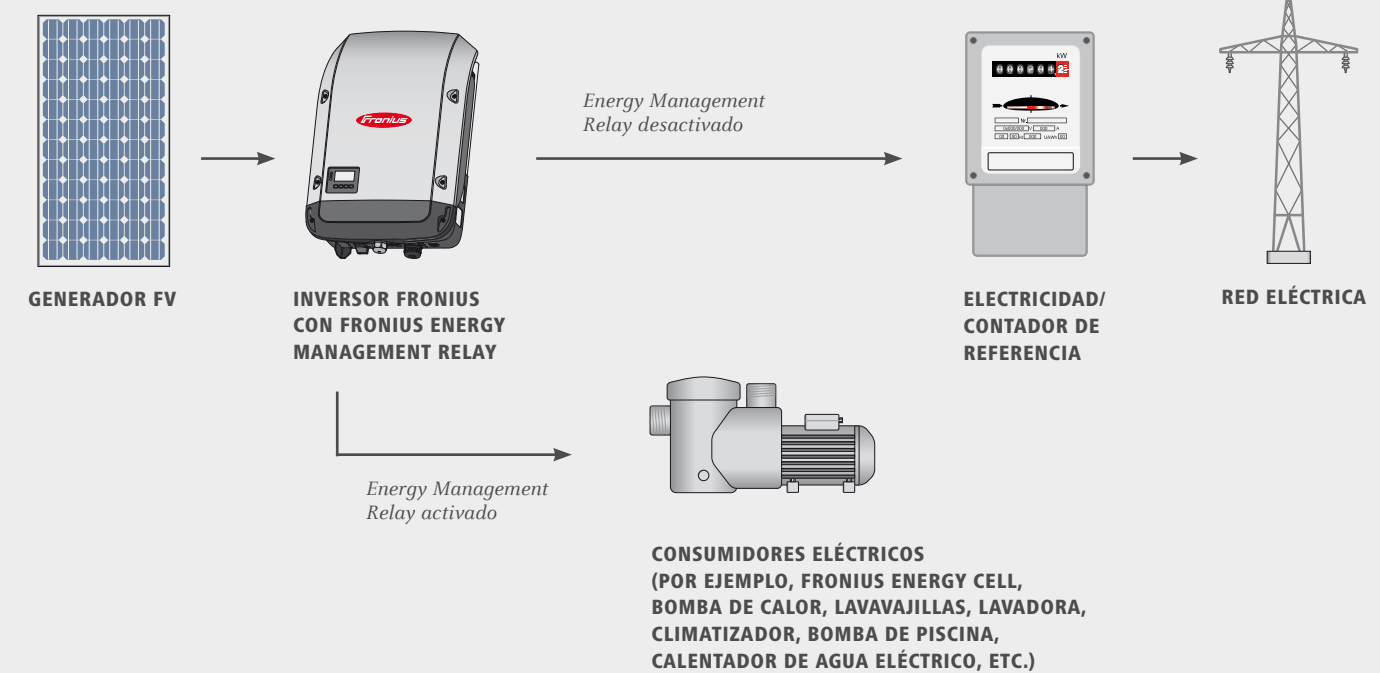 Fronius
Energy Management
Relay desactivado
kW
GENERADOR FV
INVERSOR FRONIUS
CON FRONIUS ENERGY
MANAGEMENT RELAY
ELECTRICIDAD/
CONTADOR DE
REFERENCIA
RED ELÉCTRICA
Energy Management
Relay activado
CONSUMIDORES ELÉCTRICOS
(POR EJEMPLO, FRONIUS ENERGY CELL,
BOMBA DE CALOR, LAVAVAJILLAS, LAVADORA,
CLIMATIZADOR, BOMBA DE PISCINA,
CALENTADOR DE AGUA ELÉCTRICO, ETC.)